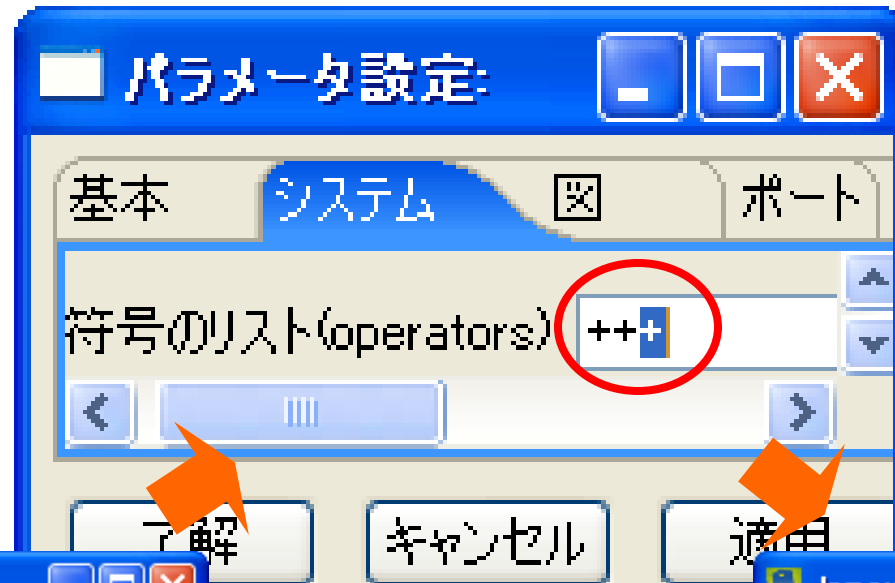 パラメータ設定:
基本 システム 図 ポート
符号のリスト(operators) +++
了解 キャンセル 適用